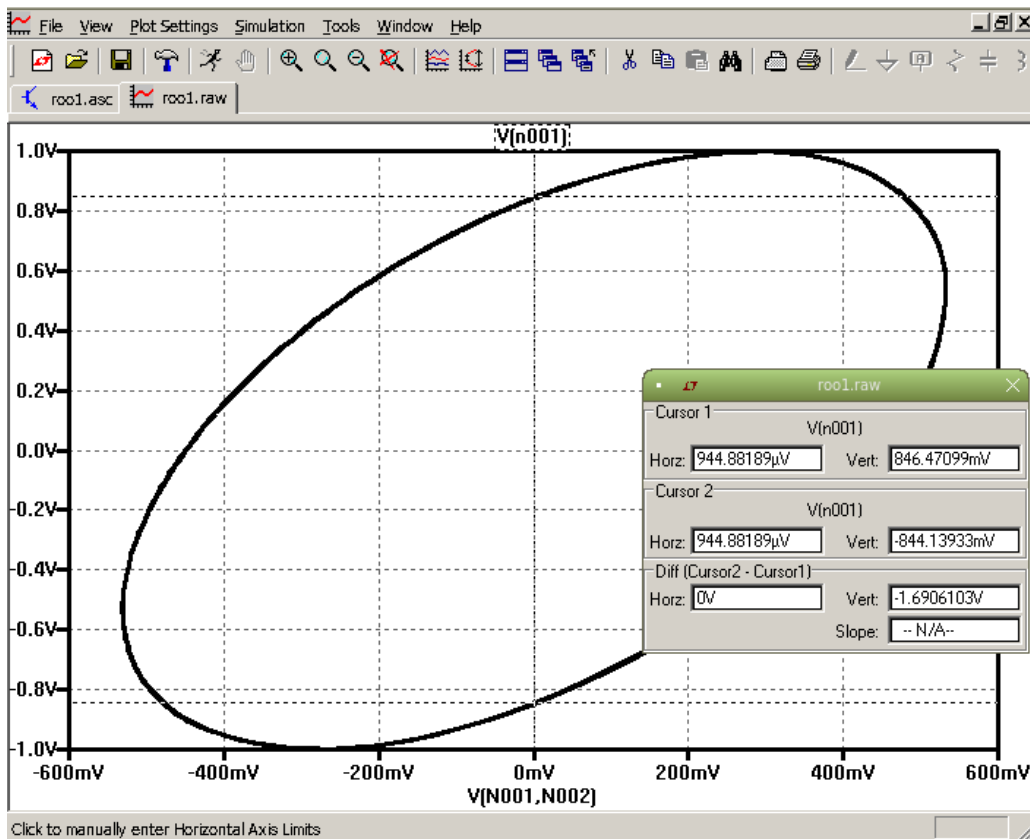 File View Plot Settings Simulation Tools Window Help
roo1.asc roo1.raw
V(n001)
1.0V
0.8V
0.6V
0.4V
0.2V
0.0V
-0.2V
-0.4V
-0.6V
-0.8V
-1.0V
-600mV -400mV -200mV 0mV 200mV 400mV 600mV
V(N001,N002)
roo1.raw
Cursor 1
V(n001)
Horz: 944.88189µV Vert: 846.47099mV
Cursor 2
V(n001)
Horz: 944.88189µV Vert: -844.13933mV
Diff (Cursor2 - Cursor1)
Horz: 0V Vert: -1.6906103V
Slope: -- N/A--
Click to manually enter Horizontal Axis Limits